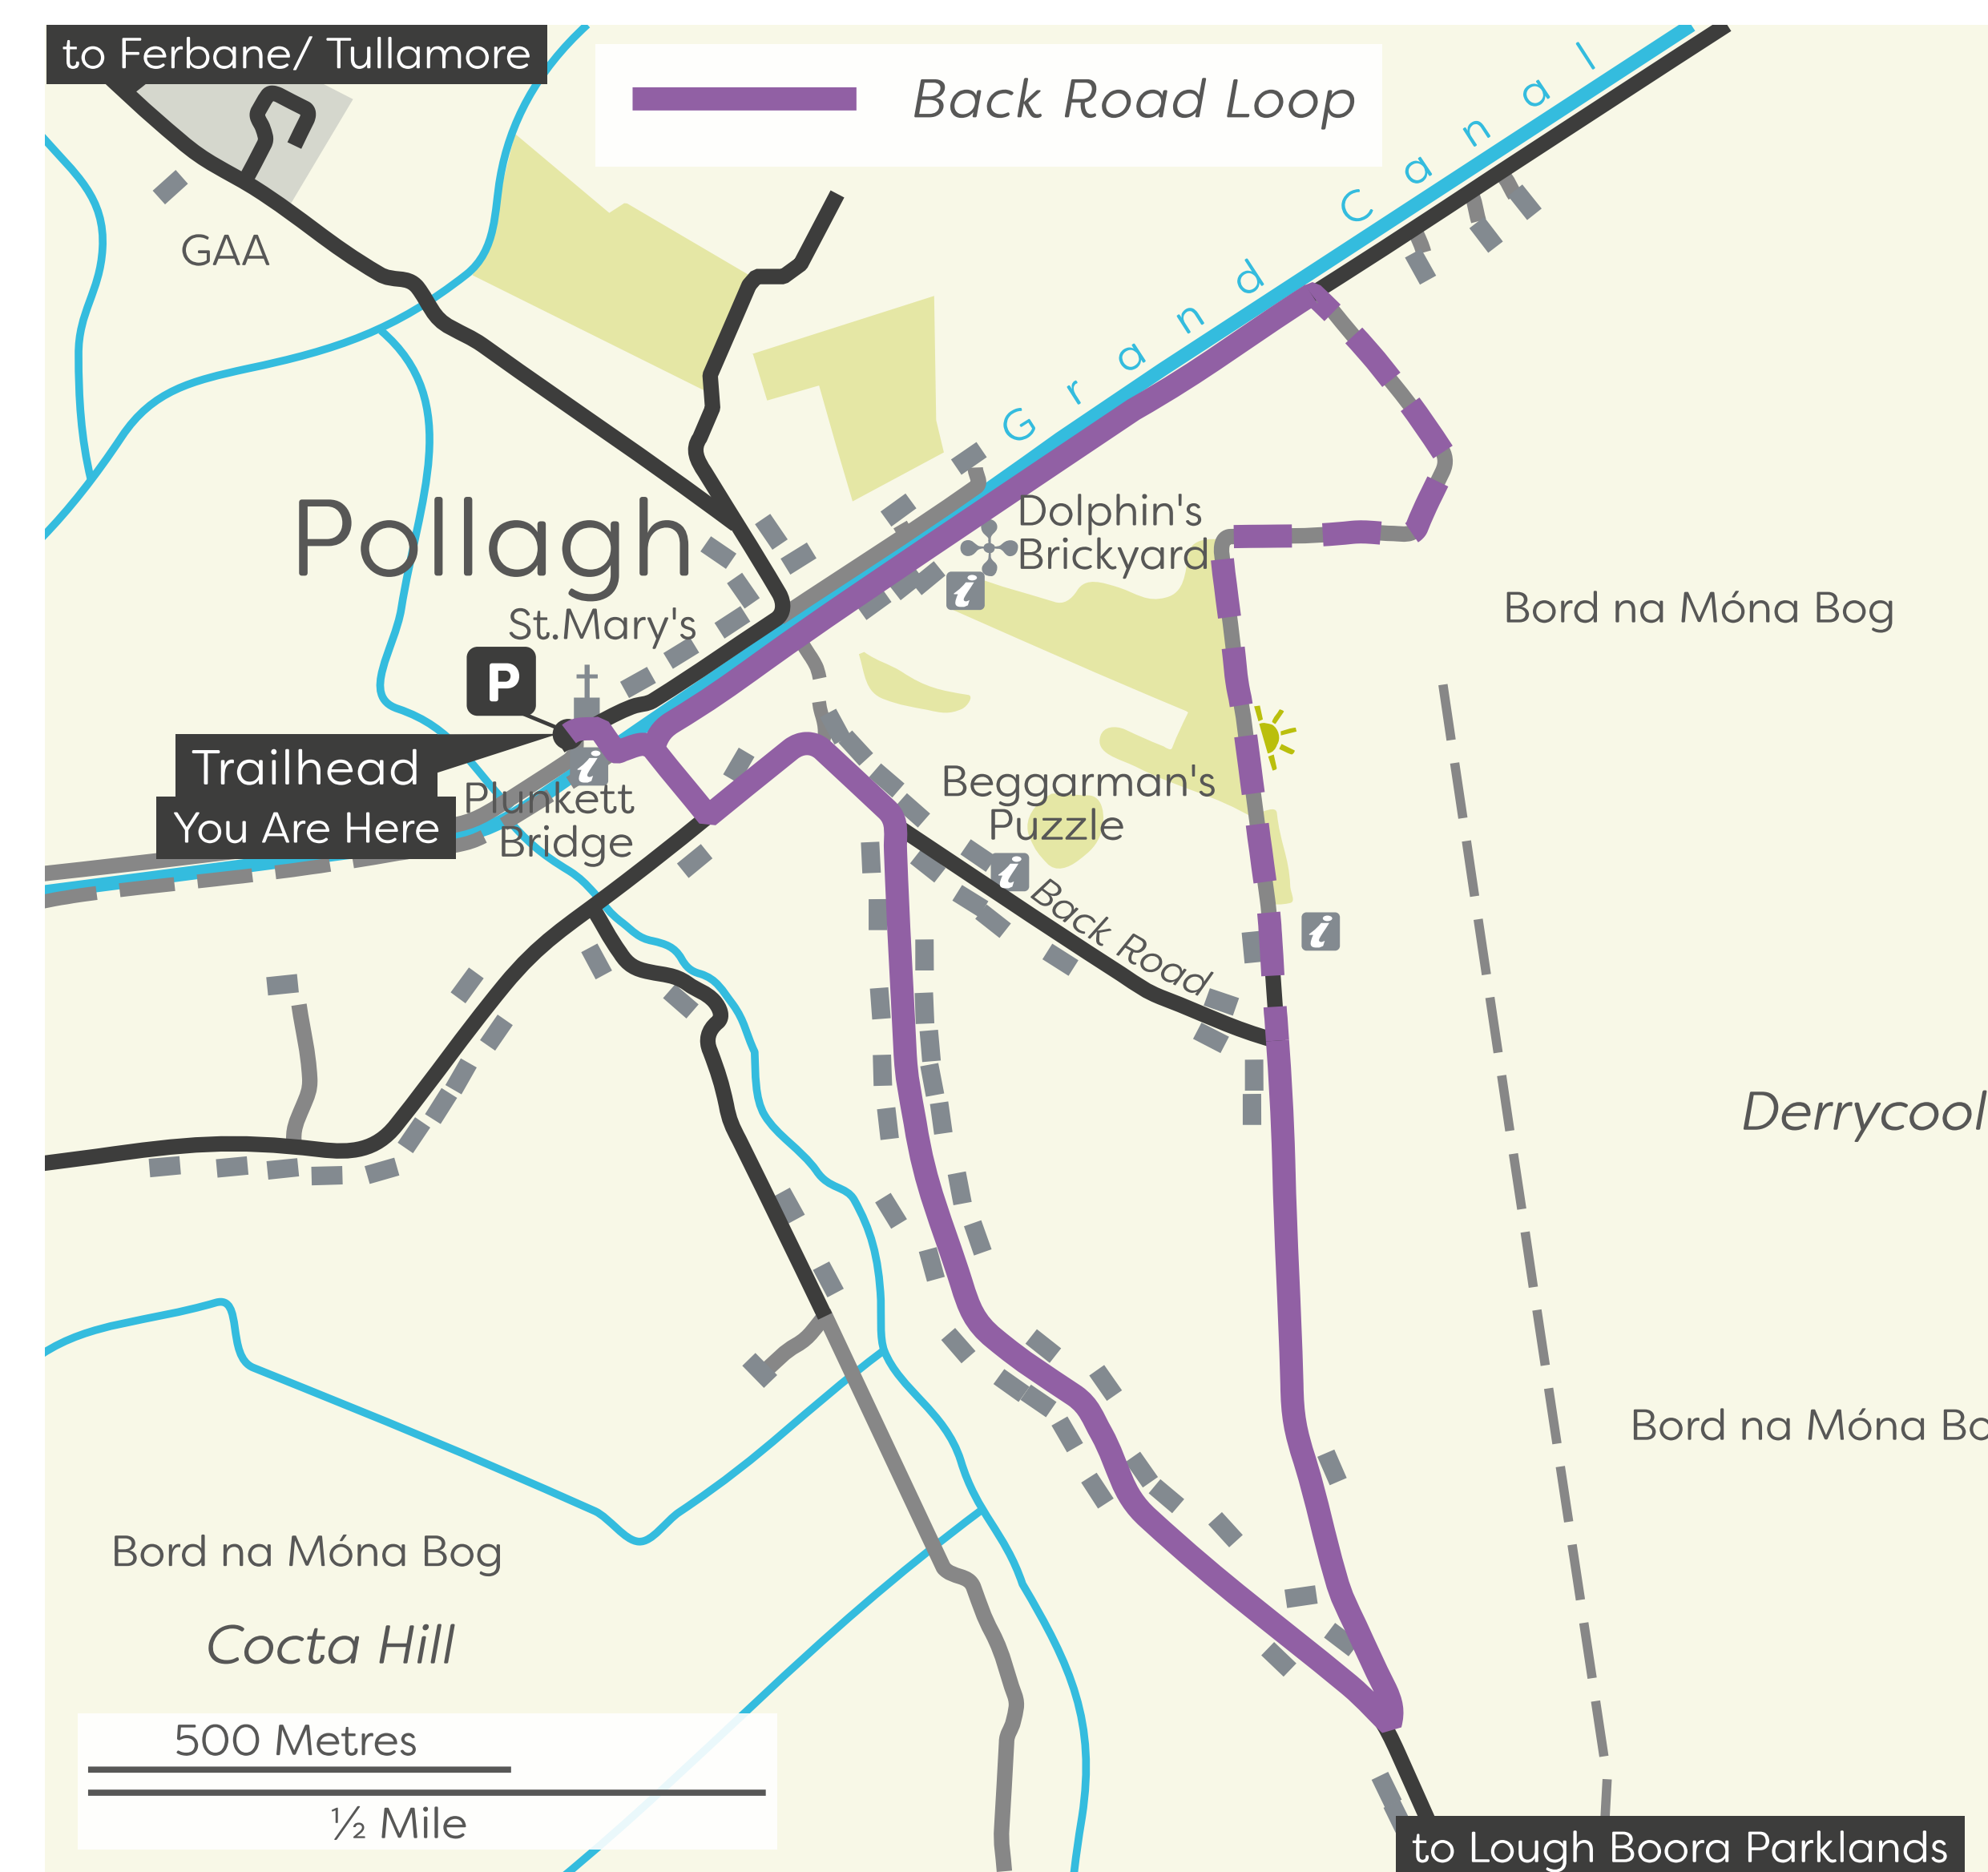 to Ferbane/ Tullamore
Back Road Loop
GAA
Grand Canal
Pollagh
Dolphin's
Brickyard
i
St.Mary's
Bord na Móna Bog
P
Trailhead
You Are Here
i
Plunkett
Bridge
Beggarman's
Puzzle
i
Back Road
i
Derrycool
Bord na Móna Bo
Bord na Móna Bog
Cocta Hill
500 Metres
½ Mile
to Lough Boora Parklands